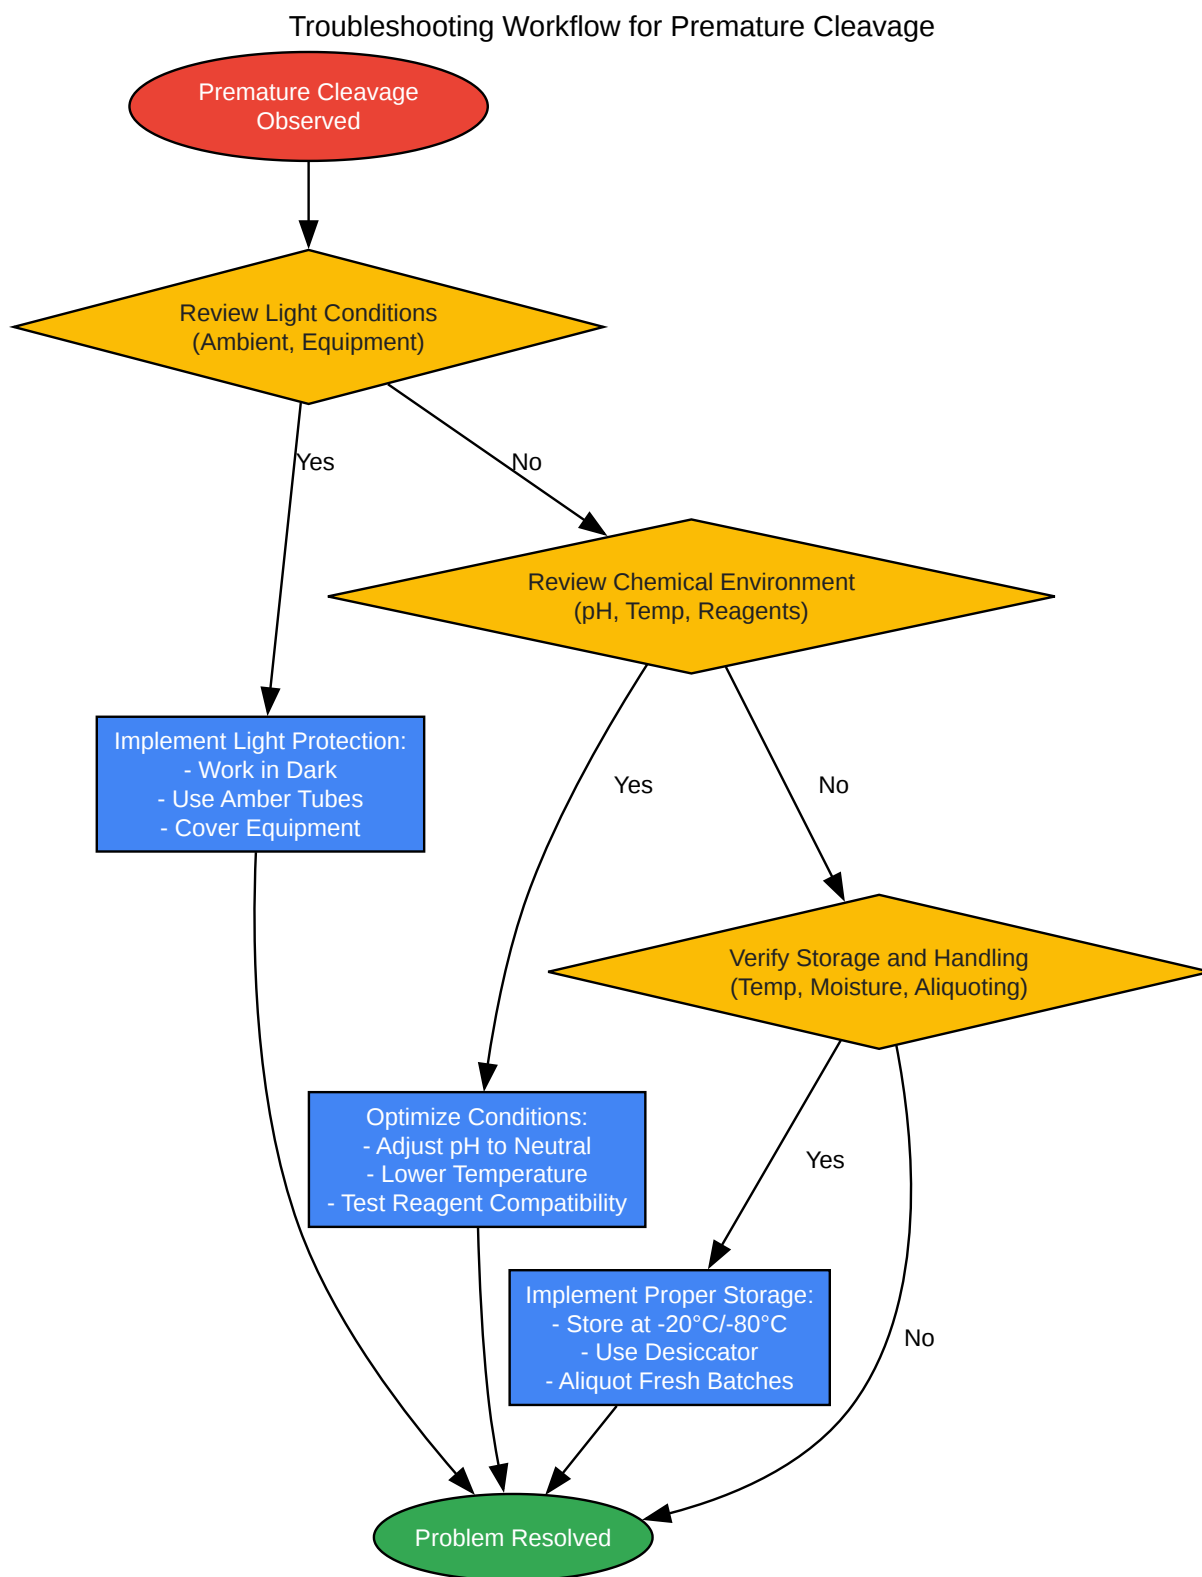 Troubleshooting Workflow for Premature Cleavage
Premature Cleavage
Observed
Review Light Conditions
(Ambient, Equipment)
Yes
No
Review Chemical Environment
(pH, Temp, Reagents)
Implement Light Protection:
- Work in Dark
- Use Amber Tubes
- Cover Equipment
Yes
No
Verify Storage and Handling
(Temp, Moisture, Aliquoting)
Optimize Conditions:
- Adjust pH to Neutral
- Lower Temperature
- Test Reagent Compatibility
Yes
Implement Proper Storage:
- Store at -20°C/-80°C
- Use Desiccator
- Aliquot Fresh Batches
No
Problem Resolved